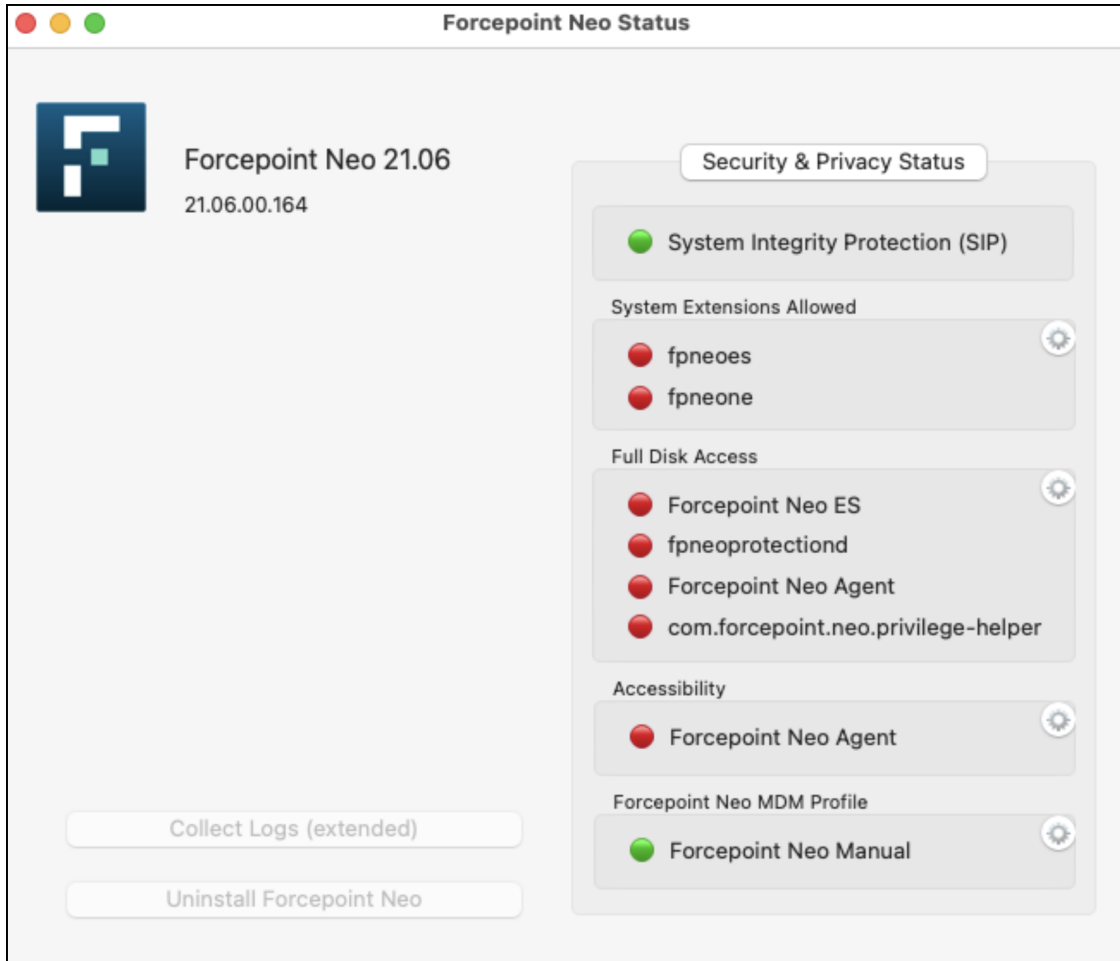 Forcepoint Neo Status
Forcepoint Neo 21.06
21.06.00.164
Security & Privacy Status
System Integrity Protection (SIP)
System Extensions Allowed
fpneoes
fpneone
Full Disk Access
Forcepoint Neo ES
fpneoprotectiond
Forcepoint Neo Agent
com.forcepoint.neo.privilege-helper
Accessibility
Forcepoint Neo Agent
Forcepoint Neo MDM Profile
Forcepoint Neo Manual
Collect Logs (extended)
Uninstall Forcepoint Neo